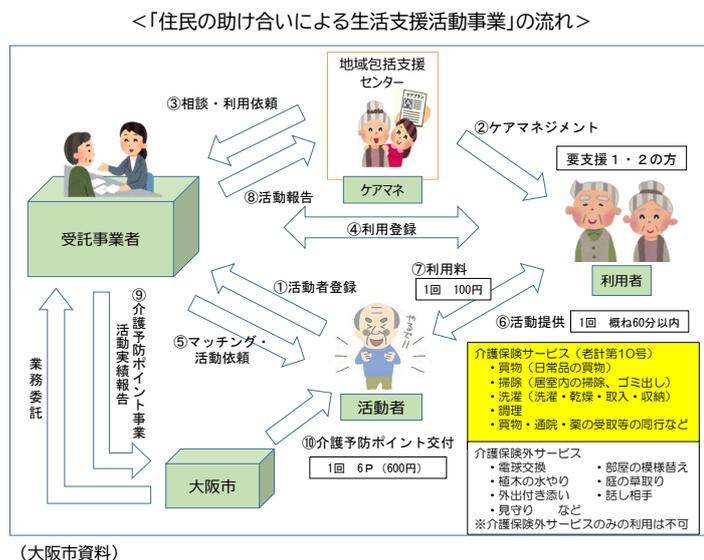 ＜「住民の助け合いによる生活支援活動事業」の流れ＞
地域包括支援
センター
ケアプラン
ケアマネ
③相談・利用依頼
⑧活動報告
②ケアマネジメント
要支援１・２の方
受託事業者
④利用登録
利用者
①活動者登録
⑦利用料
1回　100円
⑤マッチング・
活動依頼
やるぞ!!
⑥活動提供
1回　概ね60分以内
活動者
業務委託
⑨介護予防ポイント事業
活動実績報告
大阪市
⑩介護予防ポイント交付
1回　6Ｐ（600円）
介護保険サービス（老計第10号）
・買物（日常品の買物）
・掃除（居室内の掃除、ゴミ出し）
・洗濯（洗濯・乾燥・取入・収納）
・調理
・買物・通院・薬の受取等の同行など
介護保険外サービス
・電球交換　・部屋の模様替え
・植木の水やり　・庭の草取り
・外出付き添い　・話し相手
・見守り　など
※介護保険外サービスのみの利用は不可
（大阪市資料）